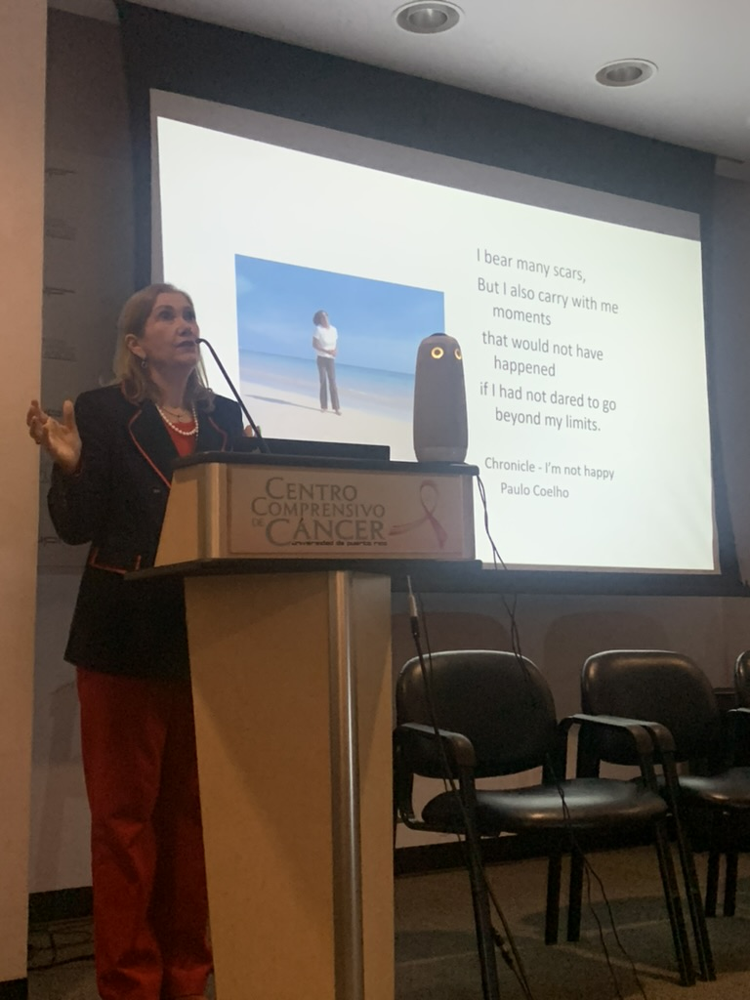 I bear many scars,
But I also carry with me
moments
that would not have
happened
if I had not dared to go
beyond my limits.
Chronicle - I'm not happy
Paulo Coelho
CENTRO
COMPRENSIVO
DE CÁNCER
universidad de puerto rico